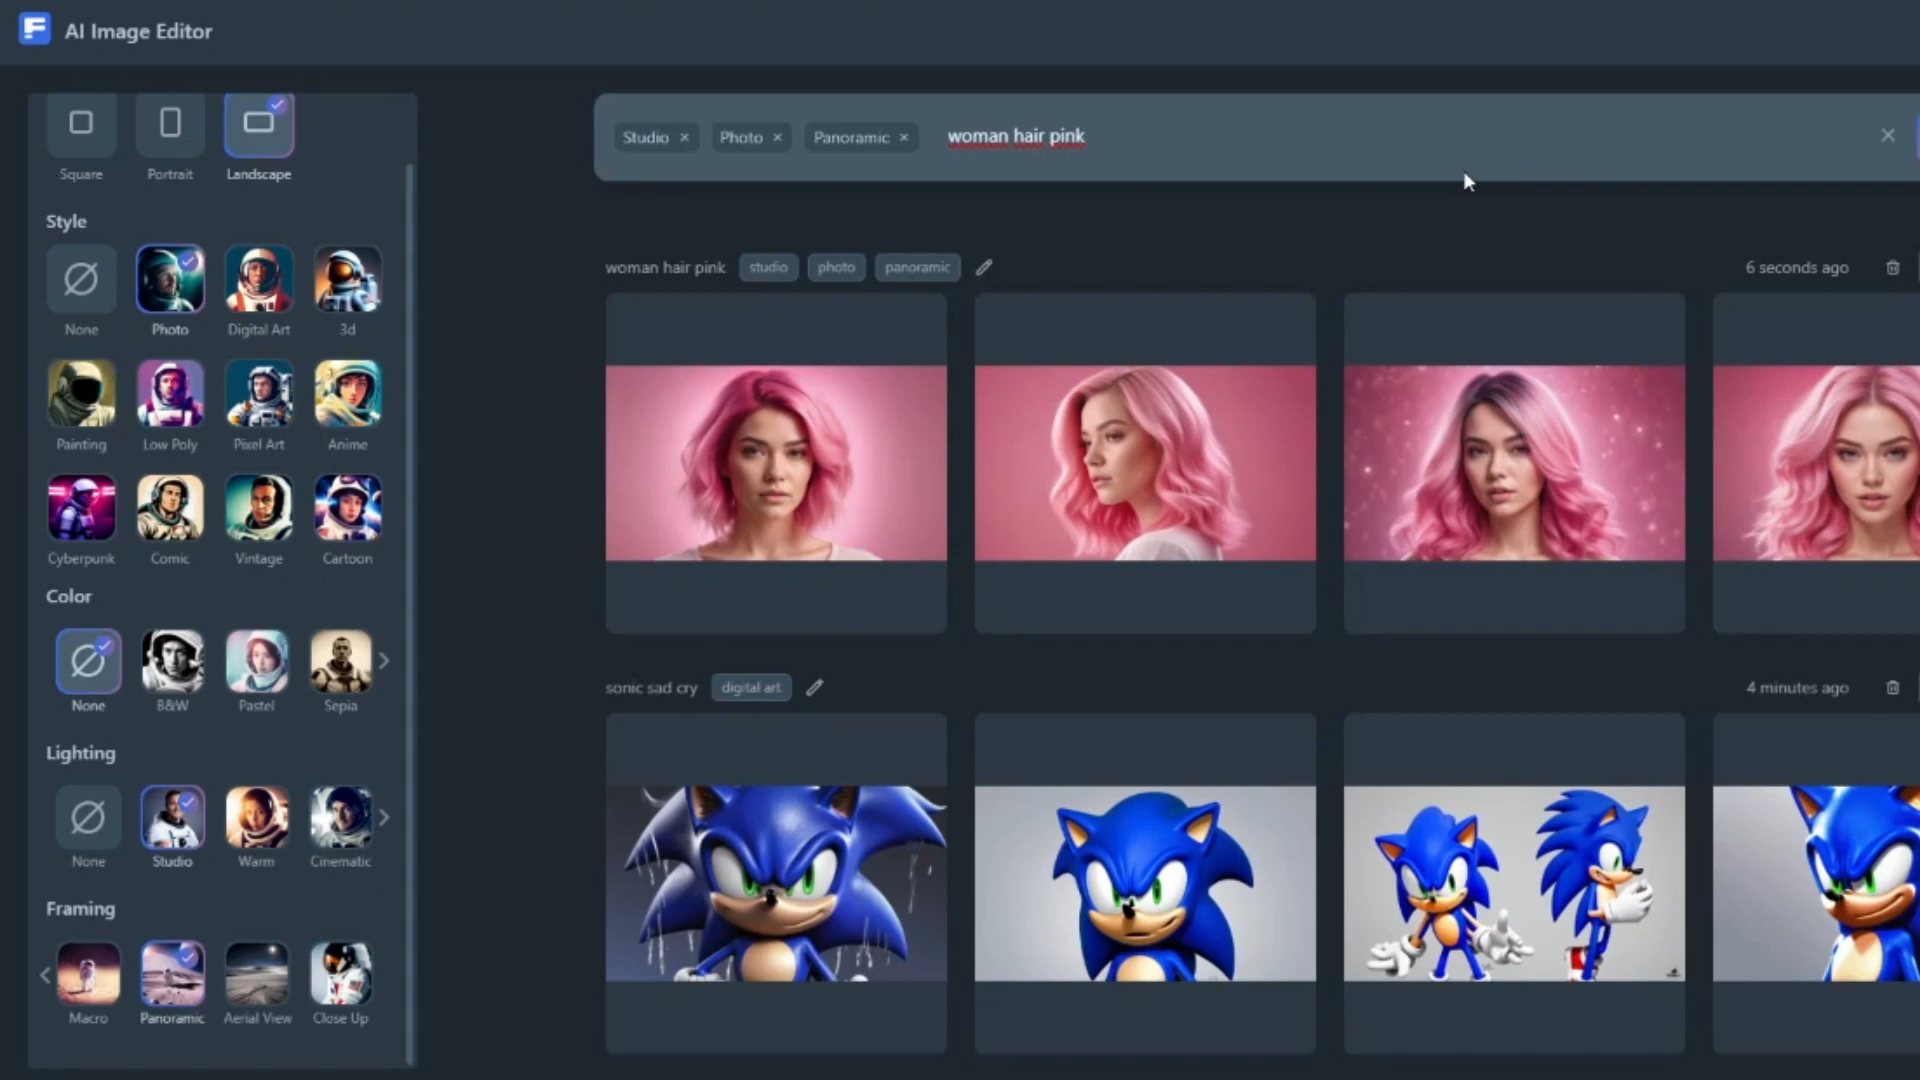 AI Image Editor
Square Portrait Landscape
Style
None Photo Digital Art 3d
Painting Low Poly Pixel Art Anime
Cyberpunk Comic Vintage Cartoon
Color
None B&W Pastel Sepia
Lighting
None Studio Warm Cinematic
Framing
Macro Panoramic Aerial View Close Up
Studio × Photo × Panoramic × woman hair pink
woman hair pink studio photo panoramic 6 seconds ago
sonic sad cry digital art 4 minutes ago